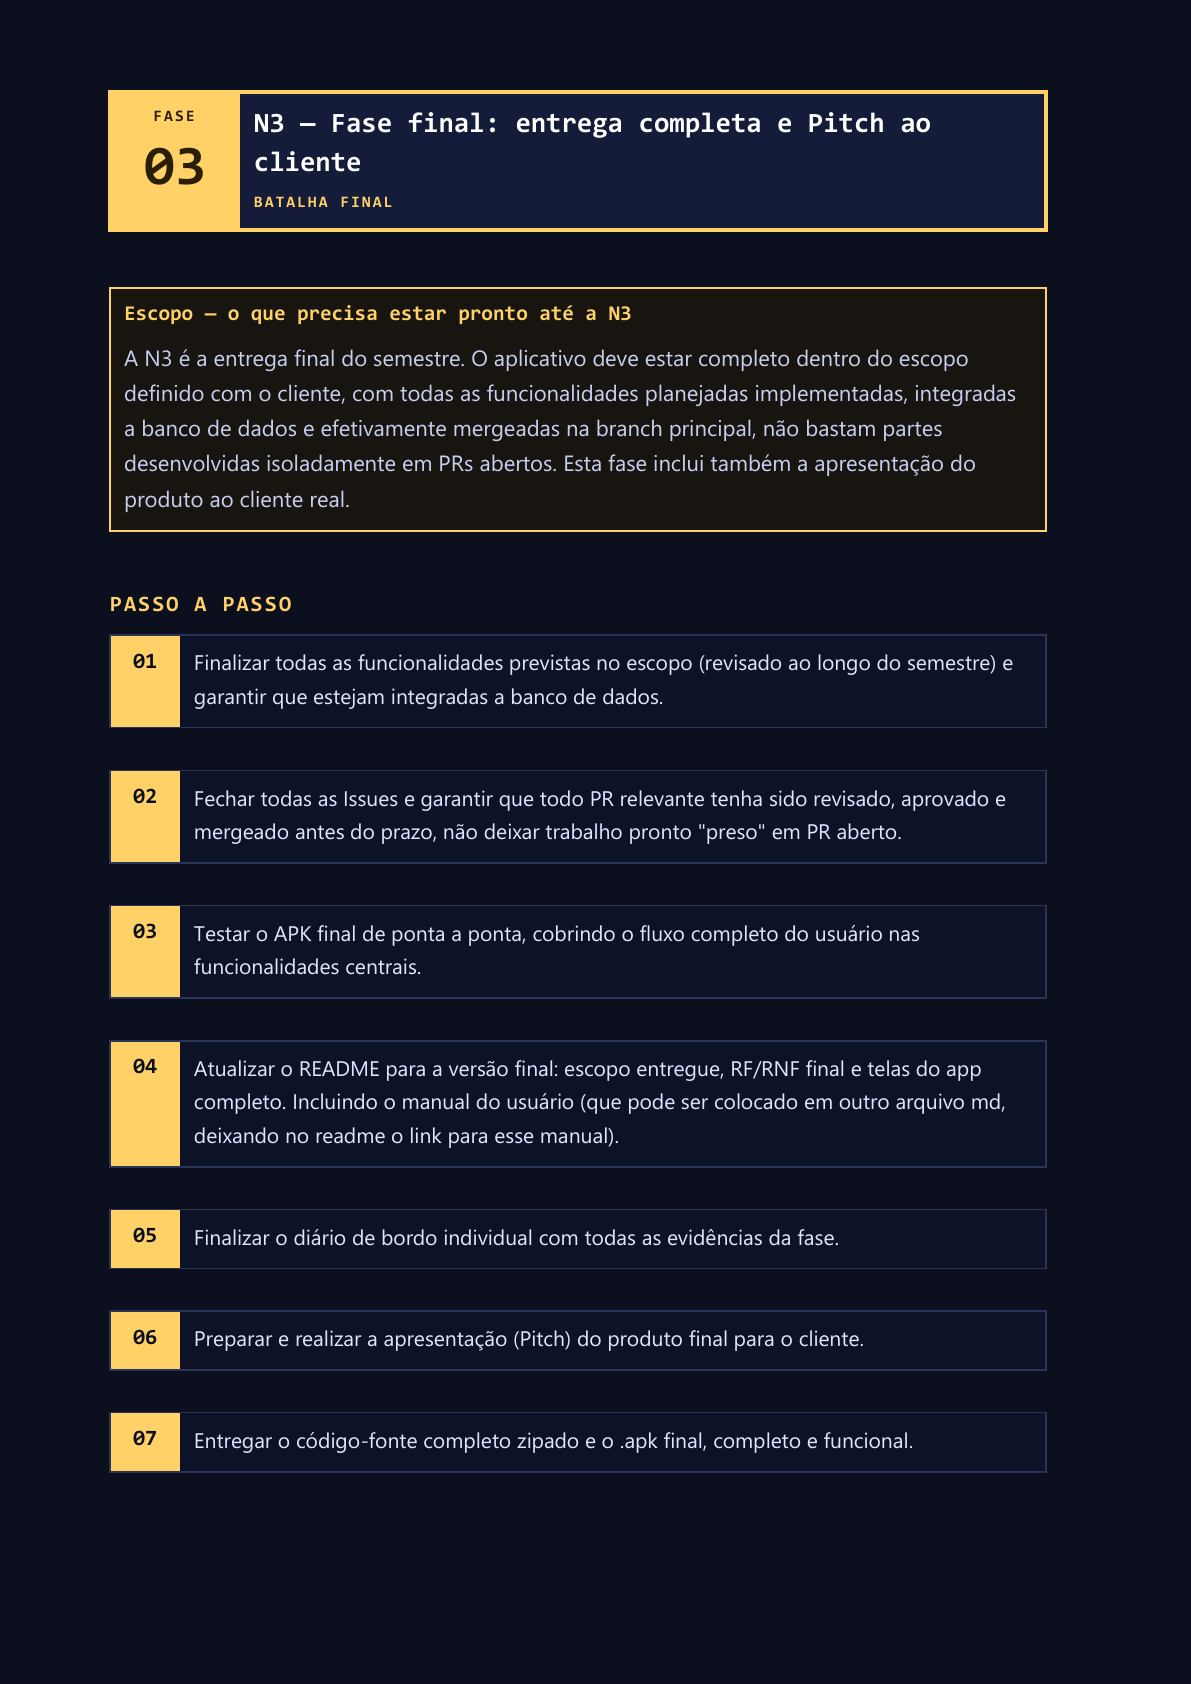 FASE
03
N3 — Fase final: entrega completa e Pitch ao
cliente
BATALHA FINAL
Escopo — o que precisa estar pronto até a N3
A N3 é a entrega final do semestre. O aplicativo deve estar completo dentro do escopo
definido com o cliente, com todas as funcionalidades planejadas implementadas, integradas
a banco de dados e efetivamente mergeadas na branch principal, não bastam partes
desenvolvidas isoladamente em PRs abertos. Esta fase inclui também a apresentação do
produto ao cliente real.
PASSO A PASSO
01
Finalizar todas as funcionalidades previstas no escopo (revisado ao longo do semestre) e
garantir que estejam integradas a banco de dados.
02
Fechar todas as Issues e garantir que todo PR relevante tenha sido revisado, aprovado e
mergeado antes do prazo, não deixar trabalho pronto "preso" em PR aberto.
03
Testar o APK final de ponta a ponta, cobrindo o fluxo completo do usuário nas
funcionalidades centrais.
04
Atualizar o README para a versão final: escopo entregue, RF/RNF final e telas do app
completo. Incluindo o manual do usuário (que pode ser colocado em outro arquivo md,
deixando no readme o link para esse manual).
05
Finalizar o diário de bordo individual com todas as evidências da fase.
06
Preparar e realizar a apresentação (Pitch) do produto final para o cliente.
07
Entregar o código-fonte completo zipado e o .apk final, completo e funcional.